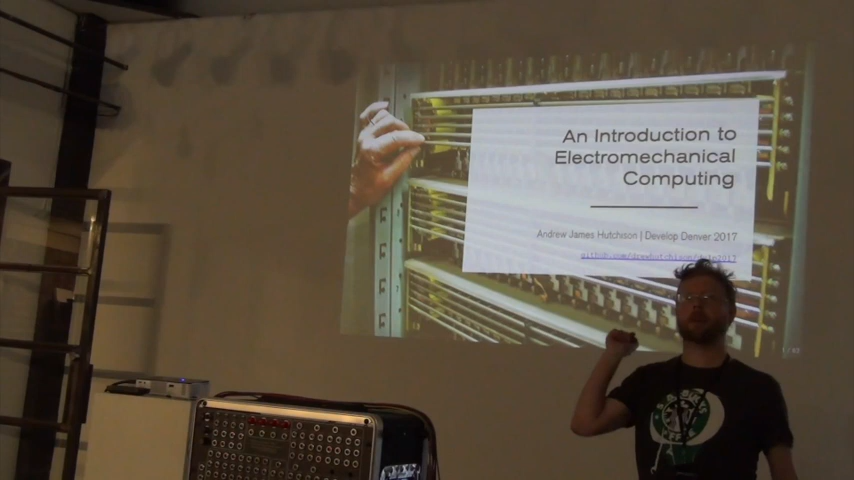 An Introduction to
Electromechanical
Computing
Andrew James Hutchison | Develop Denver 2017